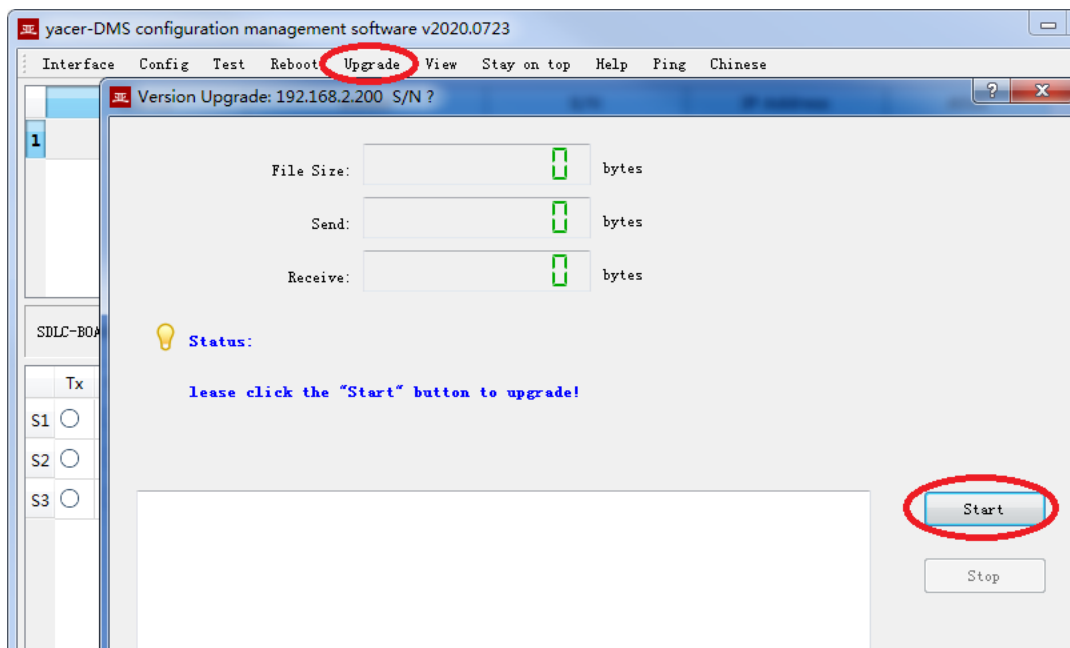 亚 yacer-DMS configuration management software v2020.0723
Interface Config Test Reboot Upgrade View Stay on top Help Ping Chinese
亚 Version Upgrade: 192.168.2.200 S/N ?
1
File Size: 0 bytes
Send: 0 bytes
Receive: 0 bytes
SDLC-BOA
Status:
lease click the "Start" button to upgrade!
Tx
S1
S2
S3
Start
Stop